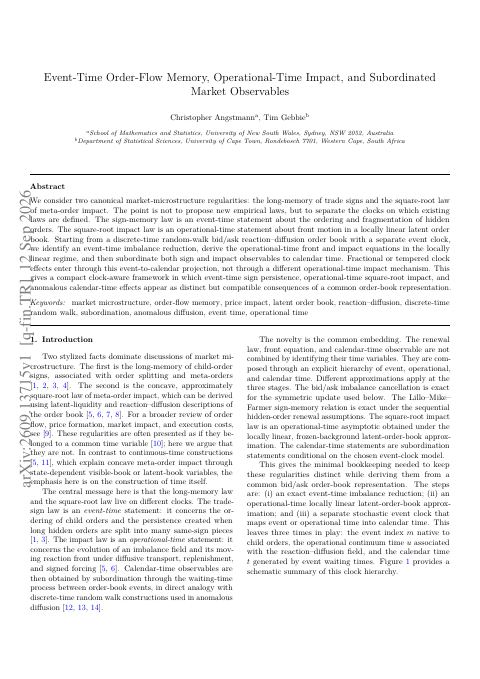 Event-Time Order-Flow Memory, Operational-Time Impact, and Subordinated
Market Observables
Christopher Angstmannᵃ, Tim Gebbieᵇ
ᵃSchool of Mathematics and Statistics, University of New South Wales, Sydney, NSW 2052, Australia.
ᵇDepartment of Statistical Sciences, University of Cape Town, Rondebosch 7701, Western Cape, South Africa
Abstract
We consider two canonical market-microstructure regularities: the long-memory of trade signs and the square-root law
of meta-order impact. The point is not to propose new empirical laws, but to separate the clocks on which existing
laws are defined. The sign-memory law is an event-time statement about the ordering and fragmentation of hidden
orders. The square-root impact law is an operational-time statement about front motion in a locally linear latent order
book. Starting from a discrete-time random-walk bid/ask reaction–diffusion order book with a separate event clock,
we identify an event-time imbalance reduction, derive the operational-time front and impact equations in the locally
linear regime, and then subordinate both sign and impact observables to calendar time. Fractional or tempered clock
effects enter through this event-to-calendar projection, not through a different operational-time impact mechanism. This
gives a compact clock-aware framework in which event-time sign persistence, operational-time square-root impact, and
anomalous calendar-time effects appear as distinct but compatible consequences of a common order-book representation.
Keywords: market microstructure, order-flow memory, price impact, latent order book, reaction–diffusion, discrete-time
random walk, subordination, anomalous diffusion, event time, operational time
1. Introduction
Two stylized facts dominate discussions of market mi-
crostructure. The first is the long-memory of child-order
signs, associated with order splitting and meta-orders
[1, 2, 3, 4]. The second is the concave, approximately
square-root law of meta-order impact, which can be derived
using latent-liquidity and reaction–diffusion descriptions of
the order book [5, 6, 7, 8]. For a broader review of order
flow, price formation, market impact, and execution costs,
see [9]. These regularities are often presented as if they be-
longed to a common time variable [10]; here we argue that
they are not. In contrast to continuous-time constructions
[5, 11], which explain concave meta-order impact through
state-dependent visible-book or latent-book variables, the
emphasis here is on the construction of time itself.
The central message here is that the long-memory law
and the square-root law live on different clocks. The trade-
sign law is an event-time statement: it concerns the or-
dering of child orders and the persistence created when
long hidden orders are split into many same-sign pieces
[1, 3]. The impact law is an operational-time statement: it
concerns the evolution of an imbalance field and its mov-
ing reaction front under diffusive transport, replenishment,
and signed forcing [5, 6]. Calendar-time observables are
then obtained by subordination through the waiting-time
process between order-book events, in direct analogy with
discrete-time random walk constructions used in anomalous
diffusion [12, 13, 14].
The novelty is the common embedding. The renewal
law, front equation, and calendar-time observable are not
combined by identifying their time variables. They are com-
posed through an explicit hierarchy of event, operational,
and calendar time. Different approximations apply at the
three stages. The bid/ask imbalance cancellation is exact
for the symmetric update used below. The Lillo–Mike–
Farmer sign-memory relation is exact under the sequential
hidden-order renewal assumptions. The square-root impact
law is an operational-time asymptotic obtained under the
locally linear, frozen-background latent-order-book approx-
imation. The calendar-time statements are subordination
statements conditional on the chosen event-clock model.
This gives the minimal bookkeeping needed to keep
these regularities distinct while deriving them from a
common bid/ask order-book representation. The steps
are: (i) an exact event-time imbalance reduction; (ii) an
operational-time locally linear latent-order-book approx-
imation; and (iii) a separate stochastic event clock that
maps event or operational time into calendar time. This
leaves three times in play: the event index m native to
child orders, the operational continuum time u associated
with the reaction–diffusion field, and the calendar time
t generated by event waiting times. Figure 1 provides a
schematic summary of this clock hierarchy.
arXiv:2609.13715v1 [q-fin.TR] 12 Sep 2026